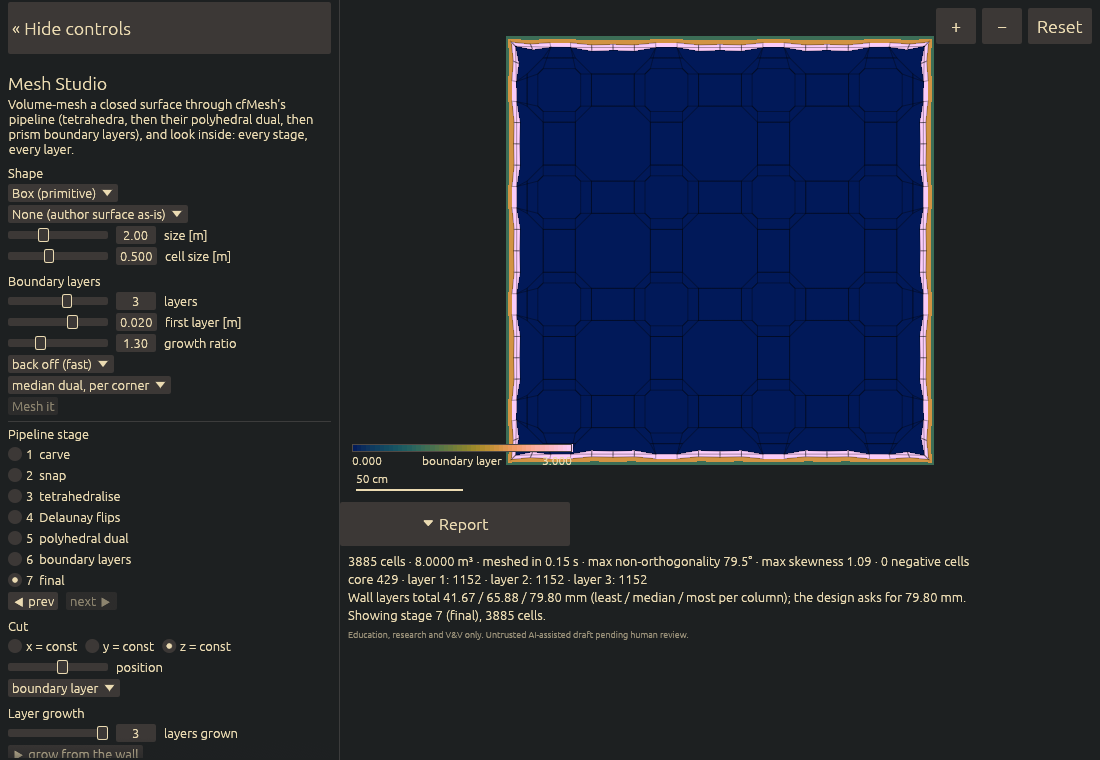 « Hide controls
Mesh Studio
Volume-mesh a closed surface through cfMesh's
pipeline (tetrahedra, then their polyhedral dual, then
prism boundary layers), and look inside: every stage,
every layer.
Shape
Box (primitive)
None (author surface as-is)
2.00 size [m]
0.500 cell size [m]
Boundary layers
3 layers
0.020 first layer [m]
1.30 growth ratio
back off (fast)
median dual, per corner
Mesh it
Pipeline stage
1 carve
2 snap
3 tetrahedralise
4 Delaunay flips
5 polyhedral dual
6 boundary layers
7 final
◀ prev next ▶
Cut
x = const y = const z = const
position
boundary layer
Layer growth
3 layers grown
▶ grow from the wall
+ − Reset
0.000 boundary layer 3.000
50 cm
Report
3885 cells · 8.0000 m³ · meshed in 0.15 s · max non-orthogonality 79.5° · max skewness 1.09 · 0 negative cells
core 429 · layer 1: 1152 · layer 2: 1152 · layer 3: 1152
Wall layers total 41.67 / 65.88 / 79.80 mm (least / median / most per column); the design asks for 79.80 mm.
Showing stage 7 (final), 3885 cells.
Education, research and V&V only. Untrusted AI-assisted draft pending human review.